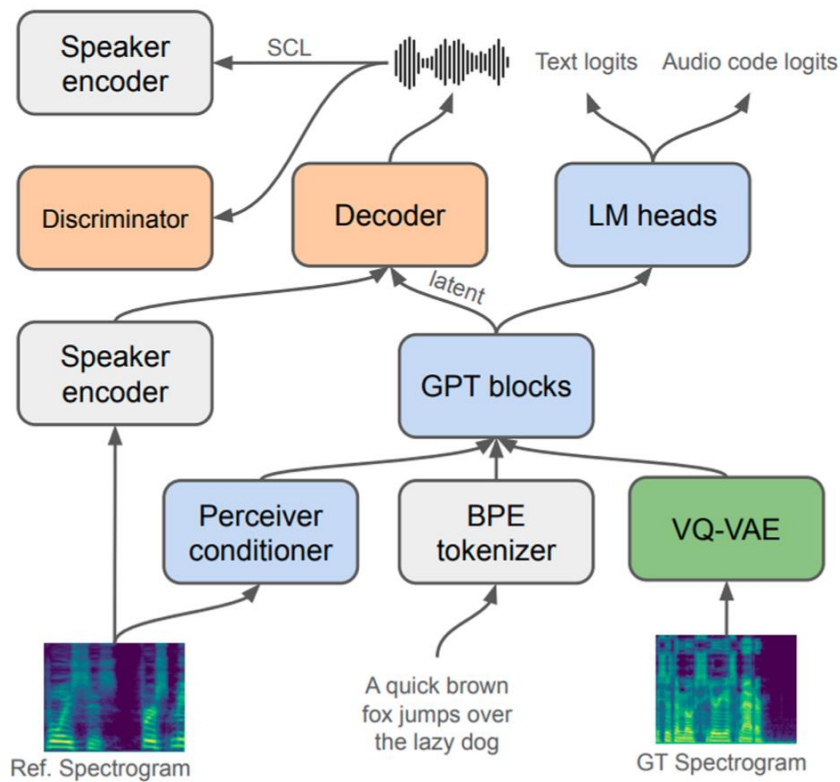 Speaker
encoder
SCL
Text logits
Audio code logits
Discriminator
Decoder
LM heads
latent
Speaker
encoder
GPT blocks
Perceiver
conditioner
BPE
tokenizer
VQ-VAE
Ref. Spectrogram
A quick brown
fox jumps over
the lazy dog
GT Spectrogram